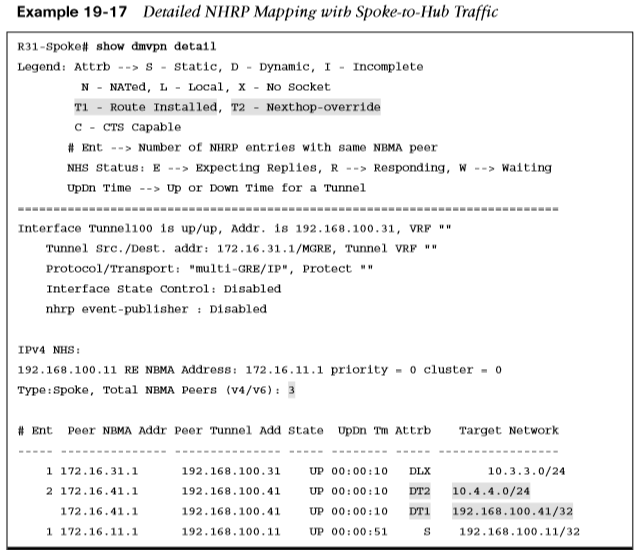 Example 19-17 Detailed NHRP Mapping with Spoke-to-Hub Traffic
R31-Spoke# show dmvpn detail
Legend: Attrb --> S - Static, D - Dynamic, I - Incomplete
N - NATed, L - Local, X - No Socket
T1 - Route Installed, T2 - Nexthop-override
C - CTS Capable
# Ent --> Number of NHRP entries with same NBMA peer
NHS Status: E --> Expecting Replies, R --> Responding, W --> Waiting
UpDn Time --> Up or Down Time for a Tunnel
==========================================================================
Interface Tunnel100 is up/up, Addr. is 192.168.100.31, VRF ""
Tunnel Src./Dest. addr: 172.16.31.1/MGRE, Tunnel VRF ""
Protocol/Transport: "multi-GRE/IP", Protect ""
Interface State Control: Disabled
nhrp event-publisher : Disabled
IPv4 NHS:
192.168.100.11 RE NBMA Address: 172.16.11.1 priority = 0 cluster = 0
Type:Spoke, Total NBMA Peers (v4/v6): 3
# Ent Peer NBMA Addr Peer Tunnel Add State UpDn Tm Attrb Target Network
----- --------------- --------------- ----- -------- ----- -----------------
1 172.16.31.1 192.168.100.31 UP 00:00:10 DLX 10.3.3.0/24
2 172.16.41.1 192.168.100.41 UP 00:00:10 DT2 10.4.4.0/24
172.16.41.1 192.168.100.41 UP 00:00:10 DT1 192.168.100.41/32
1 172.16.11.1 192.168.100.11 UP 00:00:51 S 192.168.100.11/32